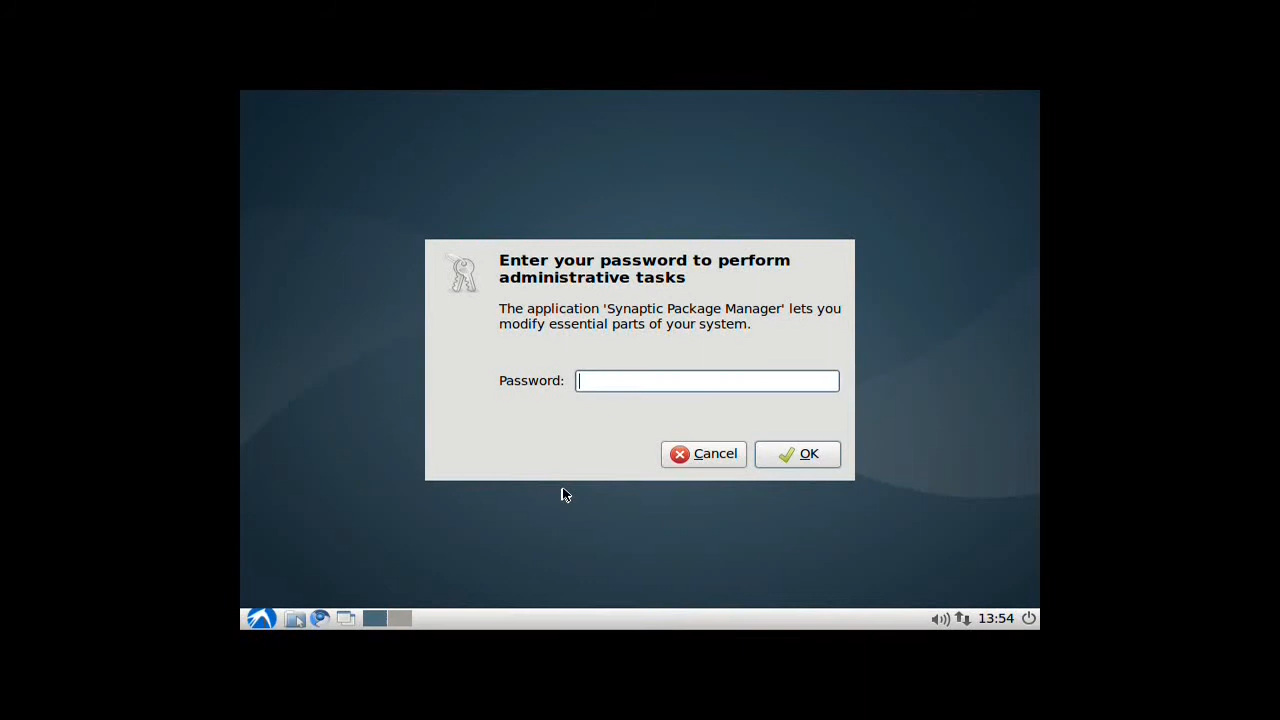 Enter your password to perform
administrative tasks
The application 'Synaptic Package Manager' lets you
modify essential parts of your system.
Password:
Cancel OK
13:54